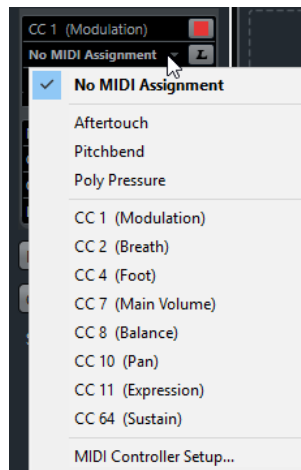 CC 1 (Modulation)
No MIDI Assignment L
No MIDI Assignment
Aftertouch
Pitchbend
Poly Pressure
CC 1 (Modulation)
CC 2 (Breath)
CC 4 (Foot)
CC 7 (Main Volume)
CC 8 (Balance)
CC 10 (Pan)
CC 11 (Expression)
CC 64 (Sustain)
MIDI Controller Setup...